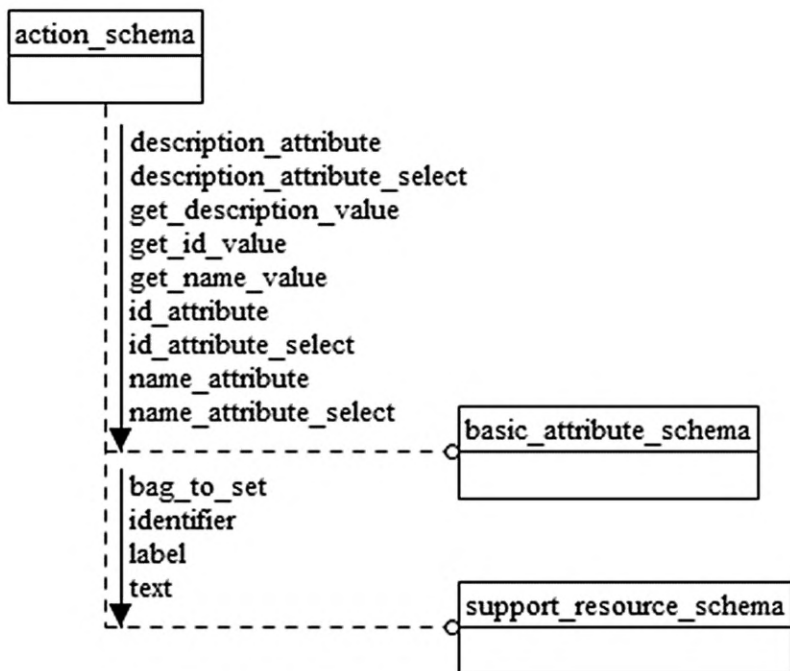 action_schema
description_attribute
description_attribute_select
get_description_value
get_id_value
get_name_value
id_attribute
id_attribute_select
name_attribute
name_attribute_select
basic_attribute_schema
bag_to_set
identifier
label
text
support_resource_schema